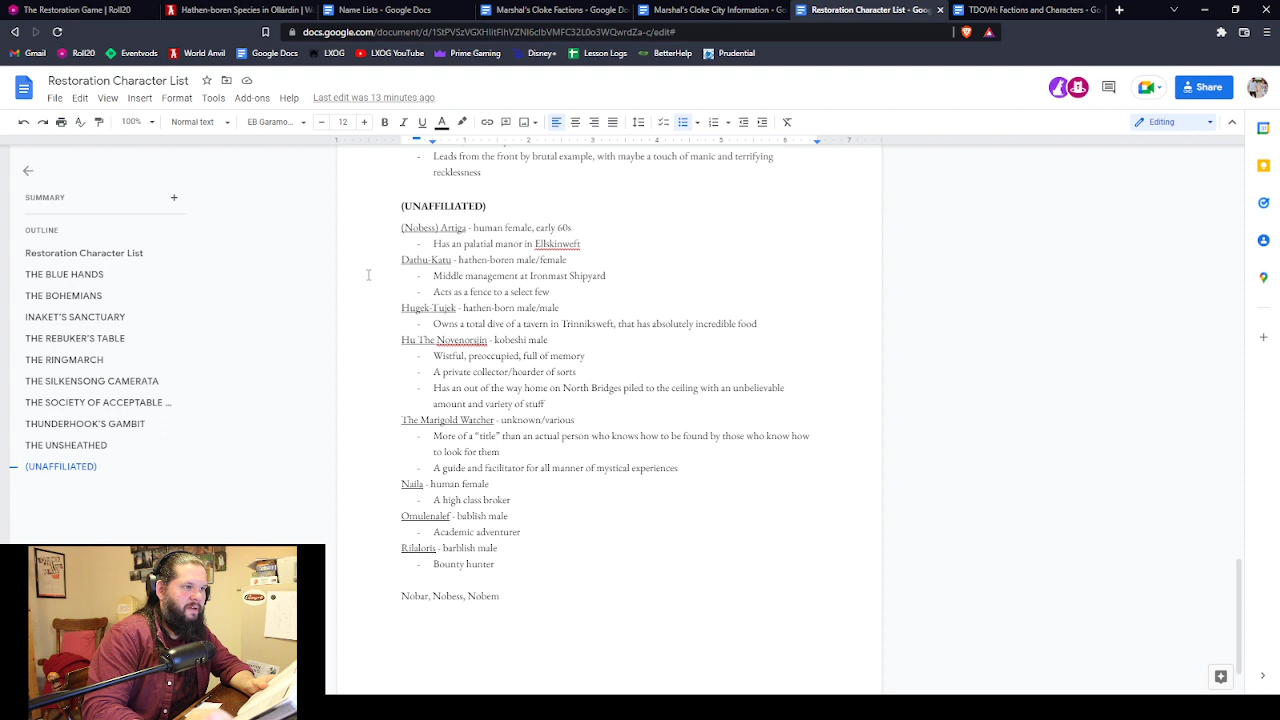 The Restoration Game | Roll20
Hathen-boren Species in Ollárdin | W
Name Lists - Google Docs
Marshal's Cloke Factions - Google Do
Marshal's Cloke City Information - Go
Restoration Character List - Goog
TDOVH: Factions and Characters - Go
docs.google.com/document/d/1StPVSzVGXHIitFlhVZNI6clbVMFC32L0o3WQwrdZa-c/edit#
Gmail
Roll20
Events
World Anvil
Google Docs
LXOG
LXOG YouTube
Prime Gaming
Disney+
Lesson Logs
BetterHelp
Prudential
Restoration Character List
File Edit View Insert Format Tools Add-ons Help Last edit was 13 minutes ago
Share
100% Normal text EB Garamo... 12 B I U A
Editing
SUMMARY
OUTLINE
Restoration Character List
THE BLUE HANDS
THE BOHEMIANS
INAKET'S SANCTUARY
THE REBUKER'S TABLE
THE RINGMARCH
THE SILKENSONG CAMERATA
THE SOCIETY OF ACCEPTABLE ...
THUNDERHOOK'S GAMBIT
THE UNSHEATHED
(UNAFFILIATED)
- Leads from the front by brutal example, with maybe a touch of manic and terrifying
recklessness
(UNAFFILIATED)
(Nobess) Artiga - human female, early 60s
- Has an palatial manor in Ellskinweft
Dathu-Katu - hathen-boren male/female
- Middle management at Ironmast Shipyard
- Acts as a fence to a select few
Hugek-Tujek - hathen-born male/male
- Owns a total dive of a tavern in Trinniksweft, that has absolutely incredible food
Hu The Novenorsjin - kobeshi male
- Wistful, preoccupied, full of memory
- A private collector/hoarder of sorts
- Has an out of the way home on North Bridges piled to the ceiling with an unbelievable
amount and variety of stuff
The Marigold Watcher - unknown/various
- More of a "title" than an actual person who knows how to be found by those who know how
to look for them
- A guide and facilitator for all manner of mystical experiences
Naila - human female
- A high class broker
Omulenalef - bablish male
- Academic adventurer
Rilaloris - barblish male
- Bounty hunter
Nobar, Nobess, Nobem